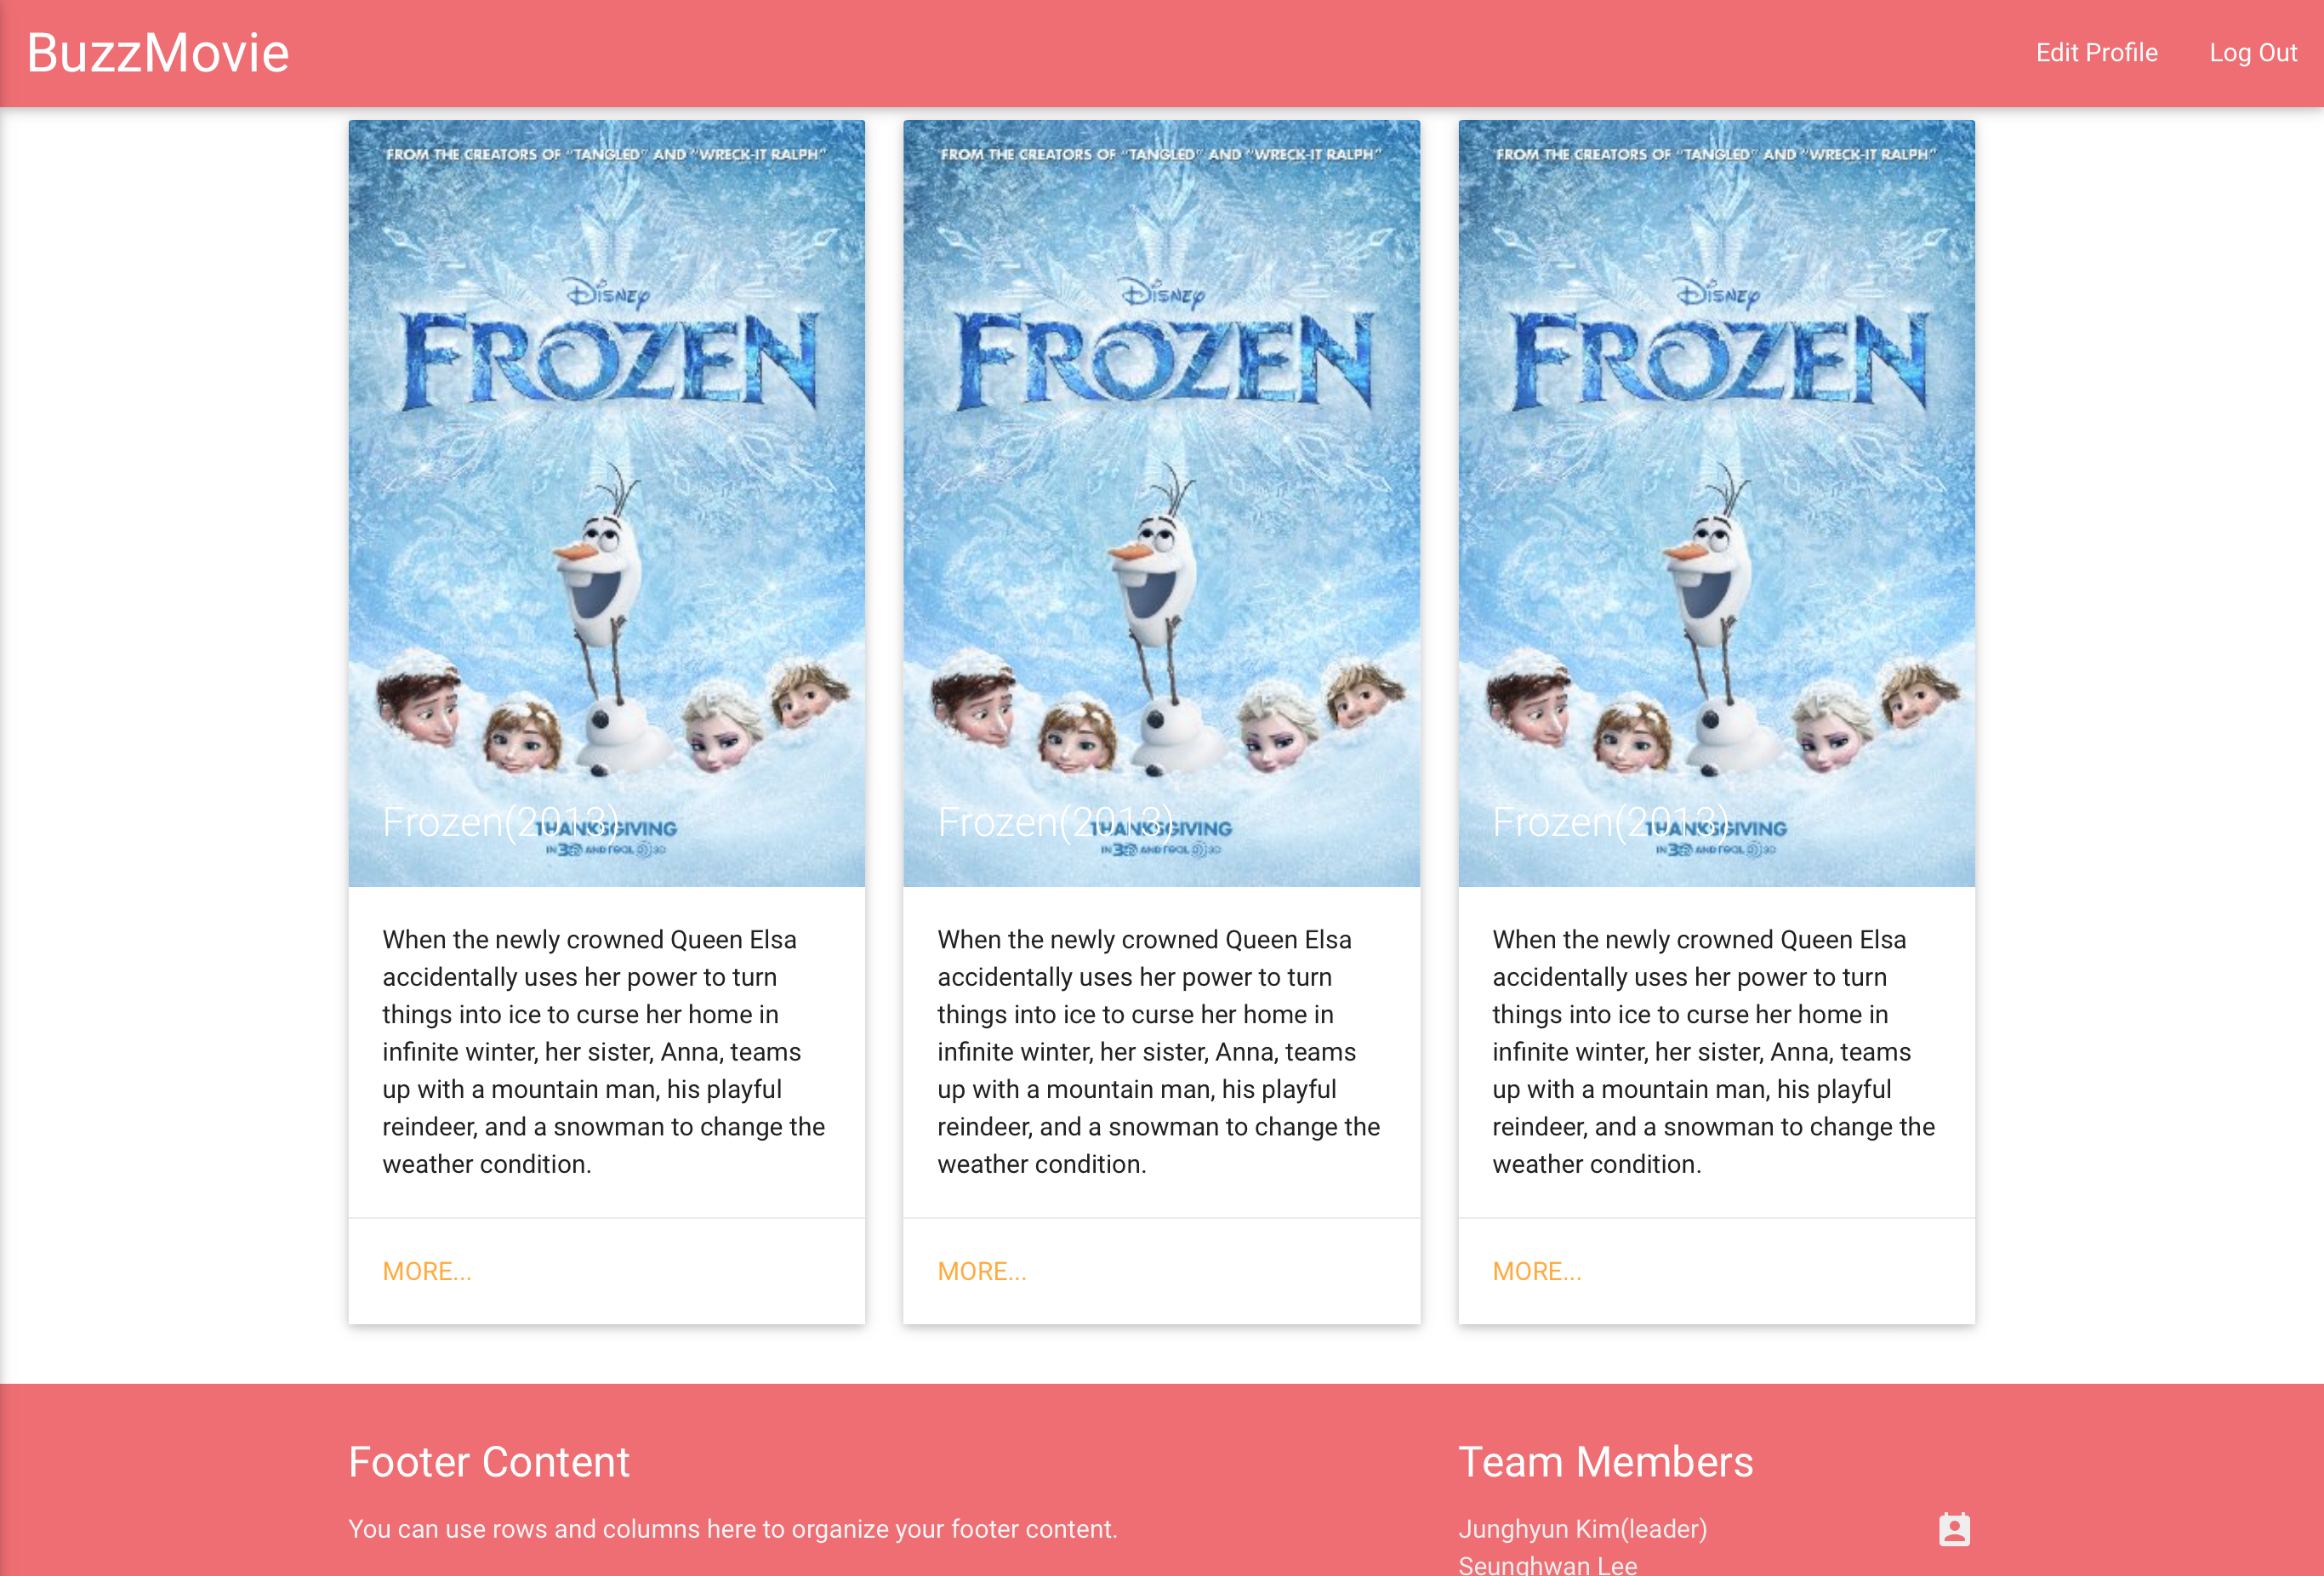 BuzzMovie
Edit Profile
Log Out
FROM THE CREATORS OF "TANGLED" AND "WRECK-IT RALPH"
DISNEY
FROZEN
Frozen(2013)
THANKSGIVING
IN 3D AND REAL D 3D
When the newly crowned Queen Elsa
accidentally uses her power to turn
things into ice to curse her home in
infinite winter, her sister, Anna, teams
up with a mountain man, his playful
reindeer, and a snowman to change the
weather condition.
MORE...
FROM THE CREATORS OF "TANGLED" AND "WRECK-IT RALPH"
DISNEY
FROZEN
Frozen(2013)
THANKSGIVING
IN 3D AND REAL D 3D
When the newly crowned Queen Elsa
accidentally uses her power to turn
things into ice to curse her home in
infinite winter, her sister, Anna, teams
up with a mountain man, his playful
reindeer, and a snowman to change the
weather condition.
MORE...
FROM THE CREATORS OF "TANGLED" AND "WRECK-IT RALPH"
DISNEY
FROZEN
Frozen(2013)
THANKSGIVING
IN 3D AND REAL D 3D
When the newly crowned Queen Elsa
accidentally uses her power to turn
things into ice to curse her home in
infinite winter, her sister, Anna, teams
up with a mountain man, his playful
reindeer, and a snowman to change the
weather condition.
MORE...
Footer Content
You can use rows and columns here to organize your footer content.
Team Members
Junghyun Kim(leader)
Seunghwan Lee